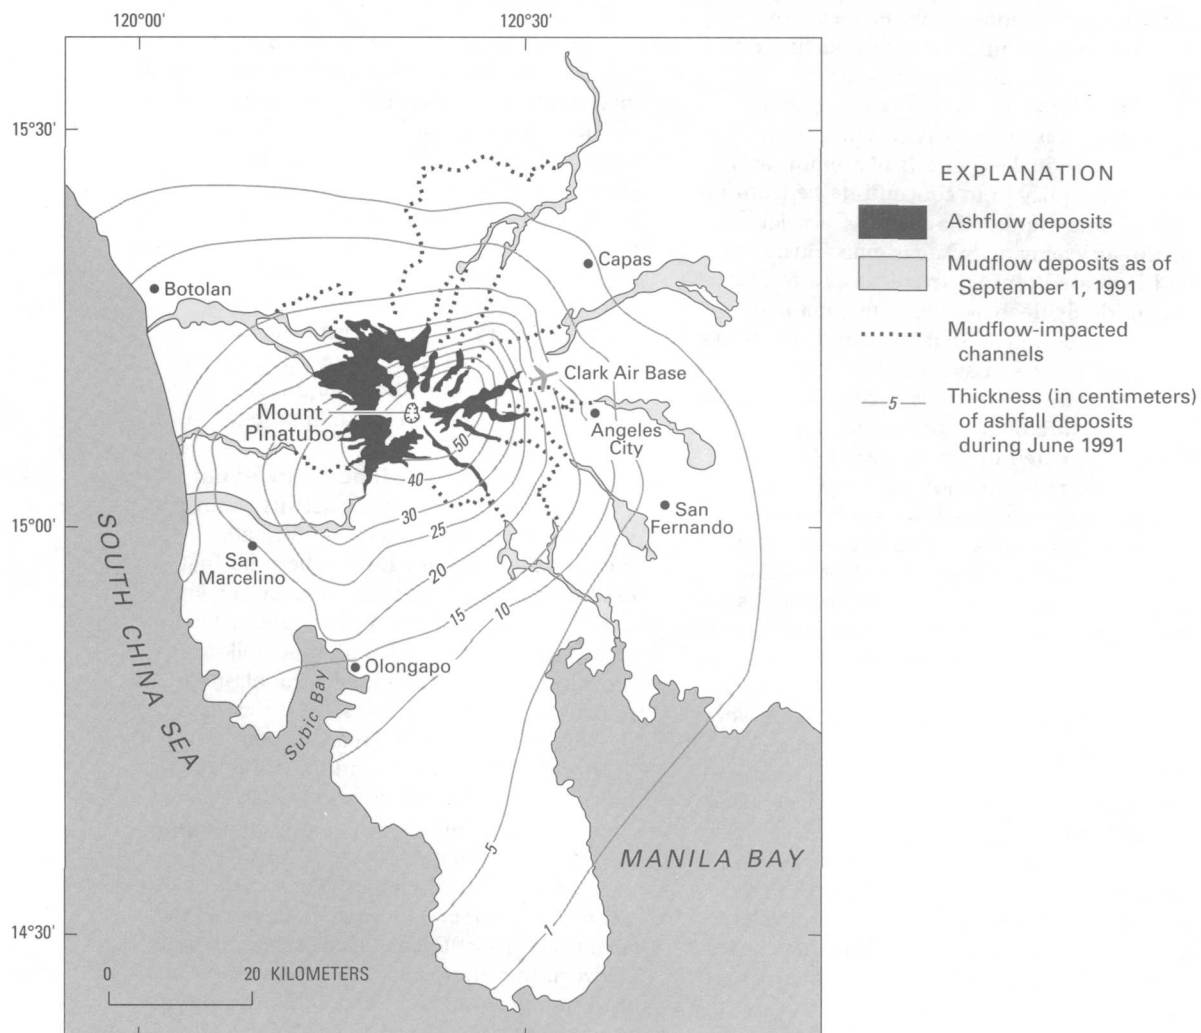 120°00'
120°30'
15°30'
15°00'
14°30'
Botolan
Capas
Clark Air Base
Mount
Pinatubo
Angeles
City
San
Fernando
San
Marcelino
Olongapo
Subic Bay
SOUTH CHINA SEA
MANILA BAY
50
40
30
25
20
15
10
5
1
0 20 KILOMETERS
EXPLANATION
Ashflow deposits
Mudflow deposits as of
September 1, 1991
Mudflow-impacted
channels
5
Thickness (in centimeters)
of ashfall deposits
during June 1991